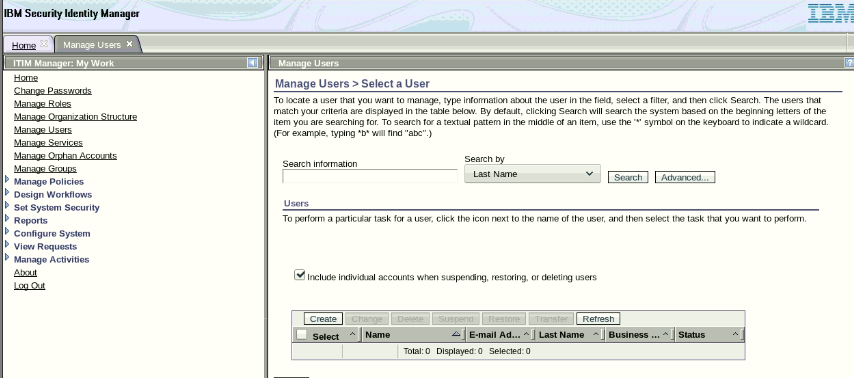 IBM Security Identity Manager
IBM
Home
Manage Users
ITIM Manager: My Work
Home
Change Passwords
Manage Roles
Manage Organization Structure
Manage Users
Manage Services
Manage Orphan Accounts
Manage Groups
Manage Policies
Design Workflows
Set System Security
Reports
Configure System
View Requests
Manage Activities
About
Log Out
Manage Users
?
Manage Users > Select a User
To locate a user that you want to manage, type information about the user in the field, select a filter, and then click Search. The users that
match your criteria are displayed in the table below. By default, clicking Search will search the system based on the beginning letters of the
item you are searching for. To search for a textual pattern in the middle of an item, use the '*' symbol on the keyboard to indicate a wildcard.
(For example, typing *b* will find "abc".)
Search information
Search by
Last Name
Search
Advanced...
Users
To perform a particular task for a user, click the icon next to the name of the user, and then select the task that you want to perform.
Include individual accounts when suspending, restoring, or deleting users
Create Change Delete Suspend Restore Transfer Refresh
Select Name E-mail Ad... Last Name Business ... Status
Total: 0 Displayed: 0 Selected: 0